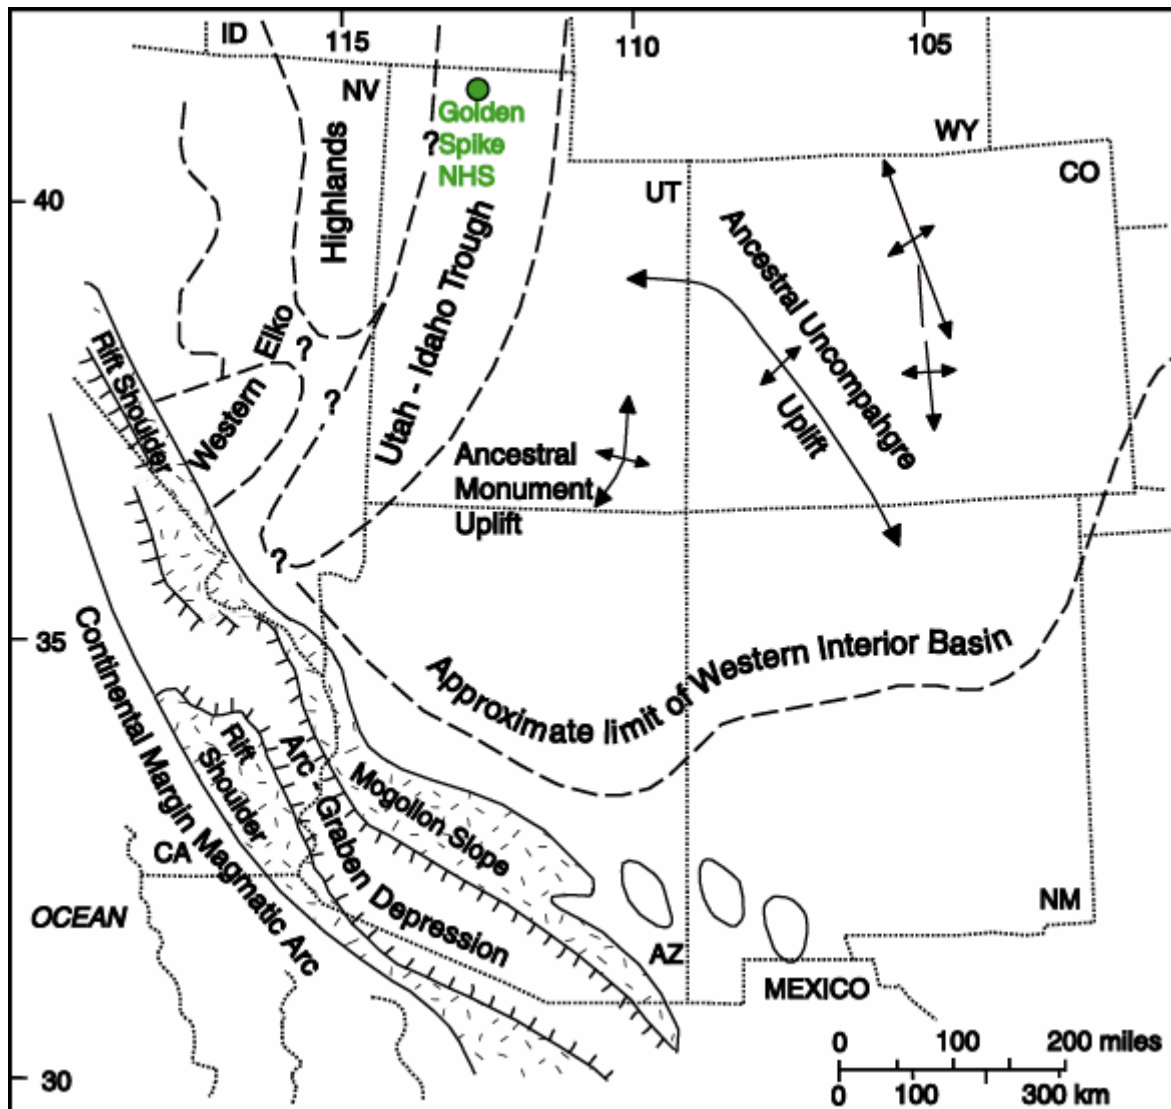 115
110
105
ID
NV
WY
CO
UT
Golden
Spike
NHS
?
40
Highlands
Elko
?
?
?
Western
Utah - Idaho Trough
Ancestral Uncompahgre
Uplift
Ancestral
Monument
Uplift
Rift Shoulder
35
Continental Margin Magmatic Arc
Approximate limit of Western Interior Basin
Rift
Shoulder
Arc - Graben Depression
Mogollon Slope
CA
OCEAN
AZ
NM
MEXICO
30
0 100 200 miles
0 100 300 km